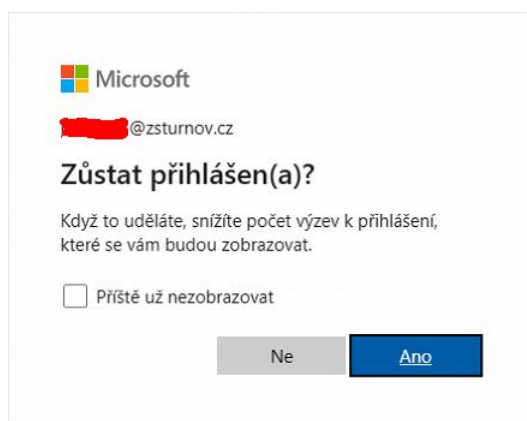 Microsoft
@zsturnov.cz
Zůstat přihlášen(a)?
Když to uděláte, snížíte počet výzev k přihlášení,
které se vám budou zobrazovat.
Příště už nezobrazovat
Ne Ano